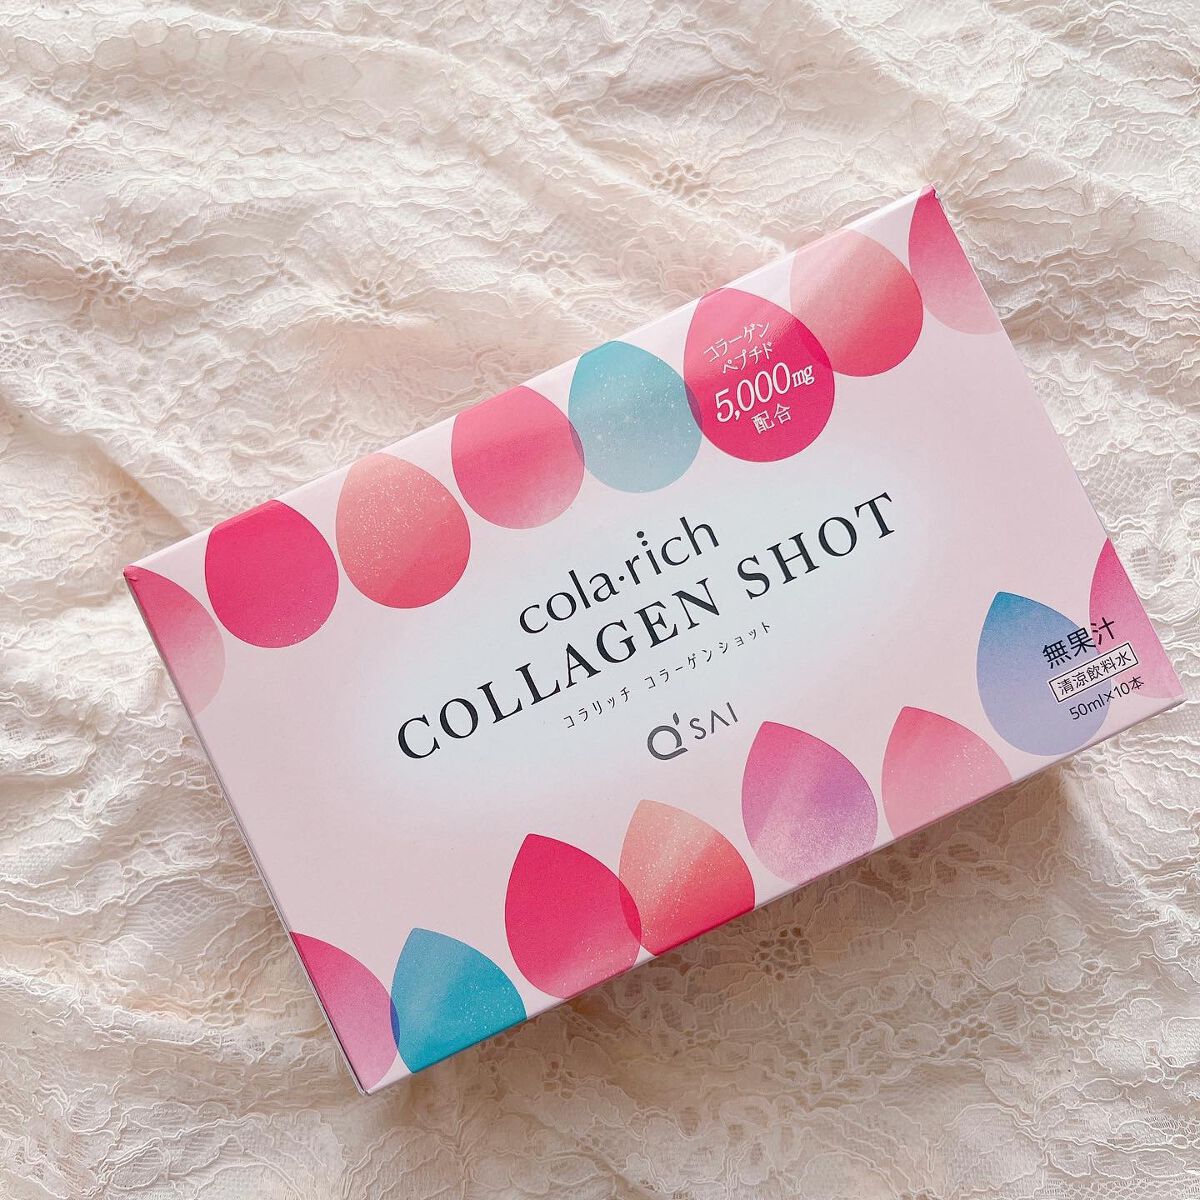 コラーゲン
ペプチド
5,000mg
配合
cola・rich
COLLAGEN SHOT
コラリッチ コラーゲンショット
Q'SAI
無果汁
清涼飲料水
50ml×10本